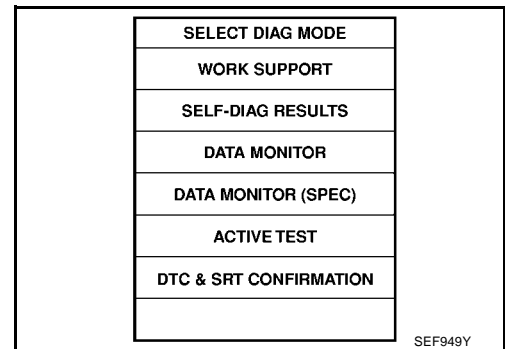 SELECT DIAG MODE
WORK SUPPORT
SELF-DIAG RESULTS
DATA MONITOR
DATA MONITOR (SPEC)
ACTIVE TEST
DTC & SRT CONFIRMATION
SEF949Y